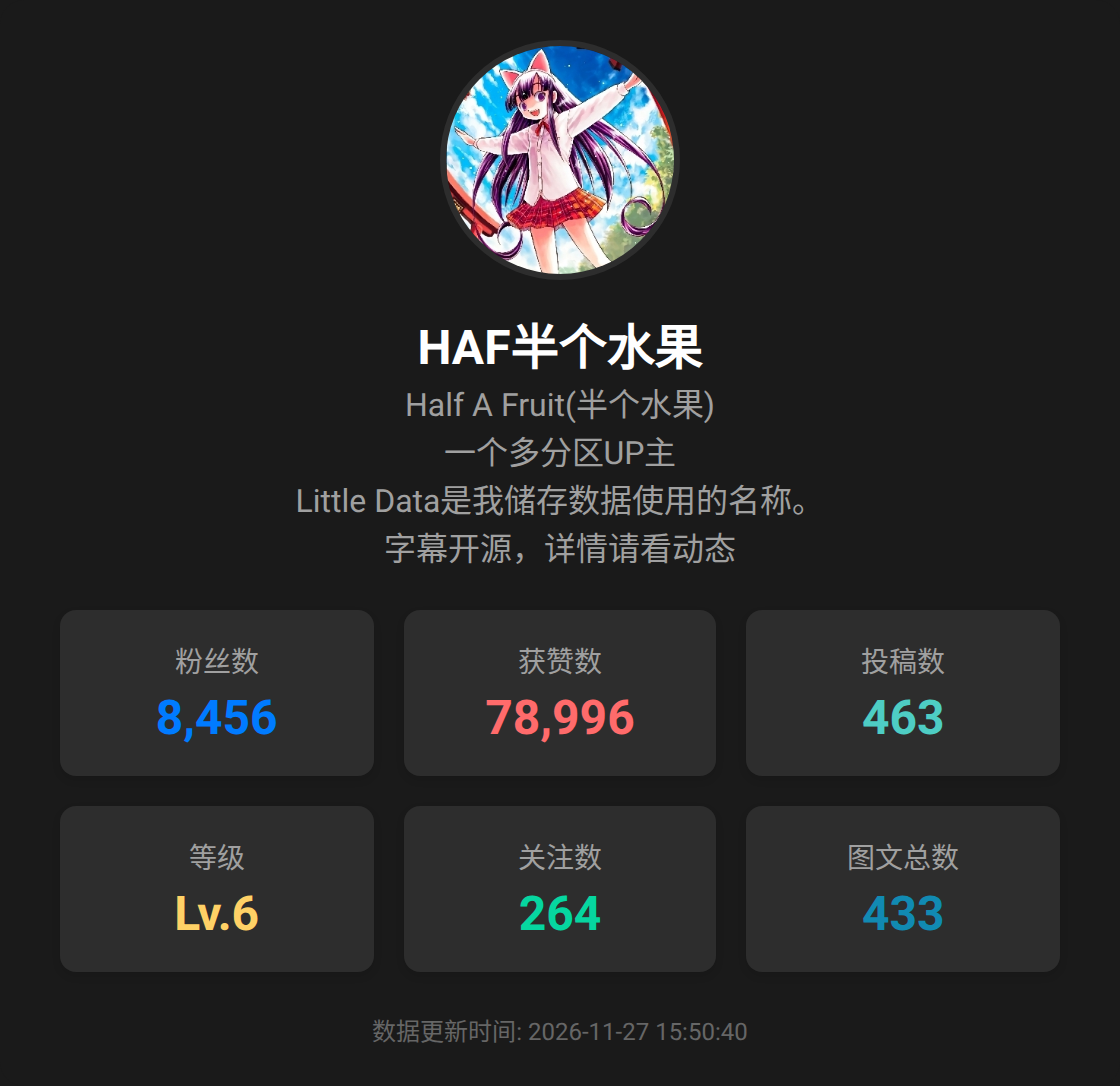 HAF半个水果
Half A Fruit(半个水果)
一个多分区UP主
Little Data是我储存数据使用的名称。
字幕开源，详情请看动态
粉丝数
8,456
获赞数
78,996
投稿数
463
等级
Lv.6
关注数
264
图文总数
433
数据更新时间: 2026-11-27 15:50:40